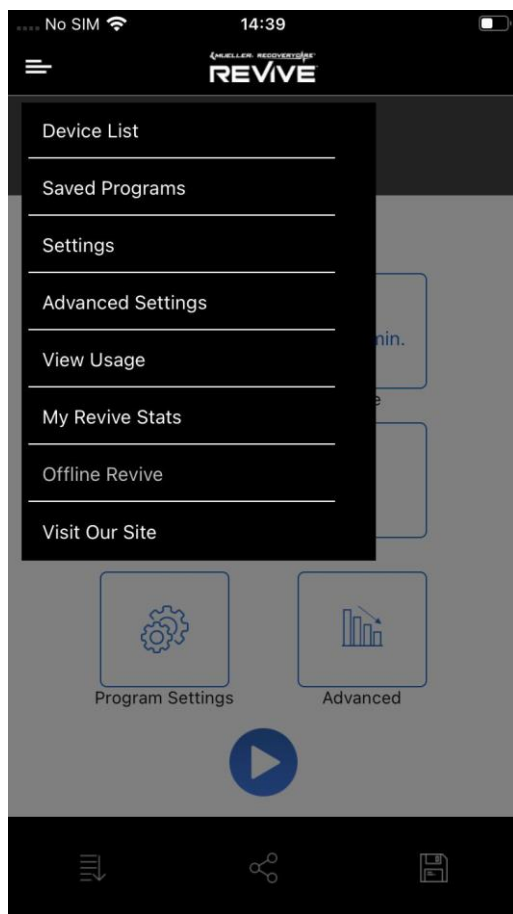 No SIM
14:39
MUELLER RECOVERYCARE
REVIVE
Device List
Saved Programs
Settings
Advanced Settings
min.
View Usage
e
My Revive Stats
Offline Revive
Visit Our Site
Program Settings
Advanced